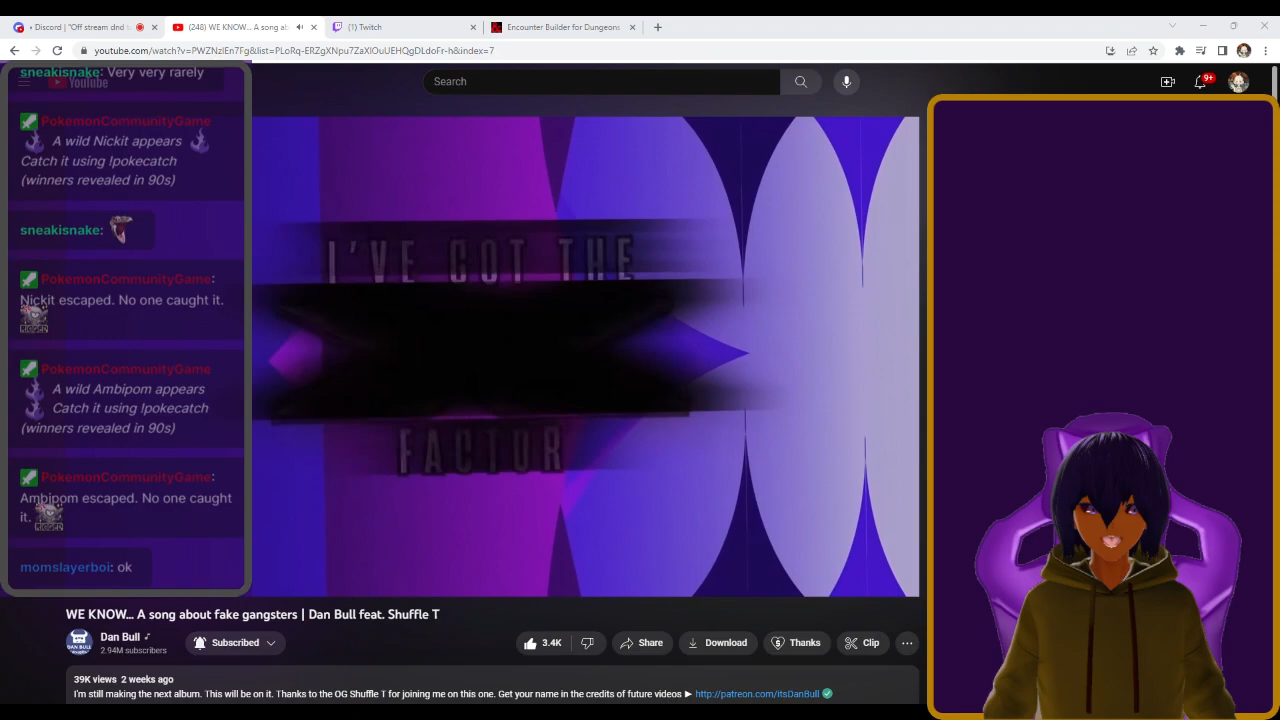 Discord | "Off stream dnd t
(248) WE KNOW... A song ab
(1) Twitch
Encounter Builder for Dungeons
youtube.com/watch?v=PWZNzlEn7Fg&list=PLoRq-ERZgXNpu7ZaXlOuUEHQgDLdoFr-h&index=7
sneakisnake: Very very rarely
YouTube
Search
9+
PokemonCommunityGame
A wild Nickit appears
Catch it using !pokecatch
(winners revealed in 90s)
sneakisnake:
PokemonCommunityGame:
Nickit escaped. No one caught it.
PokemonCommunityGame
A wild Ambipom appears
Catch it using !pokecatch
(winners revealed in 90s)
PokemonCommunityGame:
Ambipom escaped. No one caught
it.
momslayerboi: ok
I'VE GOT THE
FACTOR
WE KNOW... A song about fake gangsters | Dan Bull feat. Shuffle T
Dan Bull
2.94M subscribers
Subscribed
3.4K
Share
Download
Thanks
Clip
39K views 2 weeks ago
I'm still making the next album. This will be on it. Thanks to the OG Shuffle T for joining me on this one. Get your name in the credits of future videos ► http://patreon.com/itsDanBull